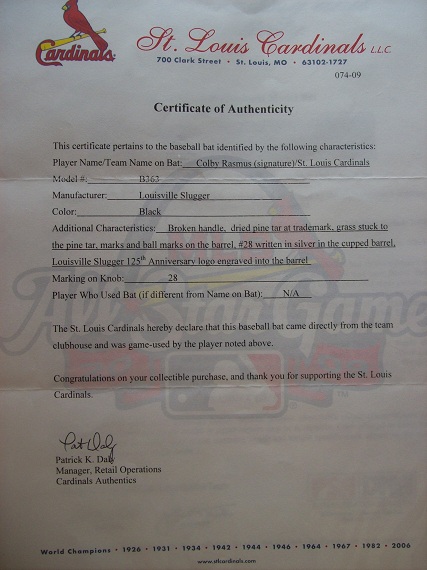 Cardinals
St. Louis Cardinals L.L.C.
700 Clark Street • St. Louis, MO • 63102-1727
074-09
Certificate of Authenticity
This certificate pertains to the baseball bat identified by the following characteristics:
Player Name/Team Name on Bat: Colby Rasmus (signature)/St. Louis Cardinals
Model #: B363
Manufacturer: Louisville Slugger
Color: Black
Additional Characteristics: Broken handle, dried pine tar at trademark, grass stuck to
the pine tar, marks and ball marks on the barrel, #28 written in silver in the cupped barrel,
Louisville Slugger 125th Anniversary logo engraved into the barrel
Marking on Knob: 28
Player Who Used Bat (if different from Name on Bat): N/A
All Star Game
The St. Louis Cardinals hereby declare that this baseball bat came directly from the team
clubhouse and was game-used by the player noted above.
Congratulations on your collectible purchase, and thank you for supporting the St. Louis
Cardinals.
Pat Daly
Patrick K. Daly
Manager, Retail Operations
Cardinals Authentics
World Champions • 1926 • 1931 • 1934 • 1942 • 1944 • 1946 • 1964 • 1967 • 1982 • 2006
www.stlcardinals.com